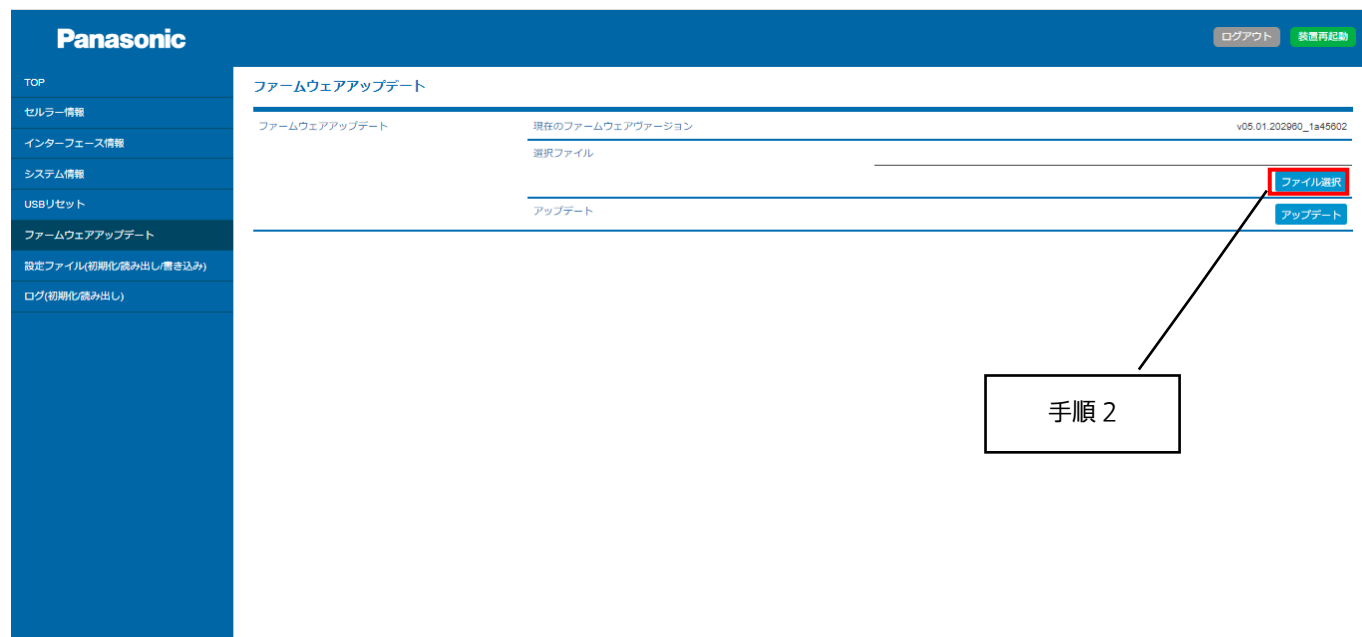 Panasonic
ログアウト
装置再起動
TOP
セルラー情報
インターフェース情報
システム情報
USBリセット
ファームウェアアップデート
設定ファイル(初期化/読み出し/書き込み)
ログ(初期化/読み出し)
ファームウェアアップデート
ファームウェアアップデート
現在のファームウェアヴァージョン
v05.01.202960_1a45602
選択ファイル
ファイル選択
アップデート
アップデート
手順2